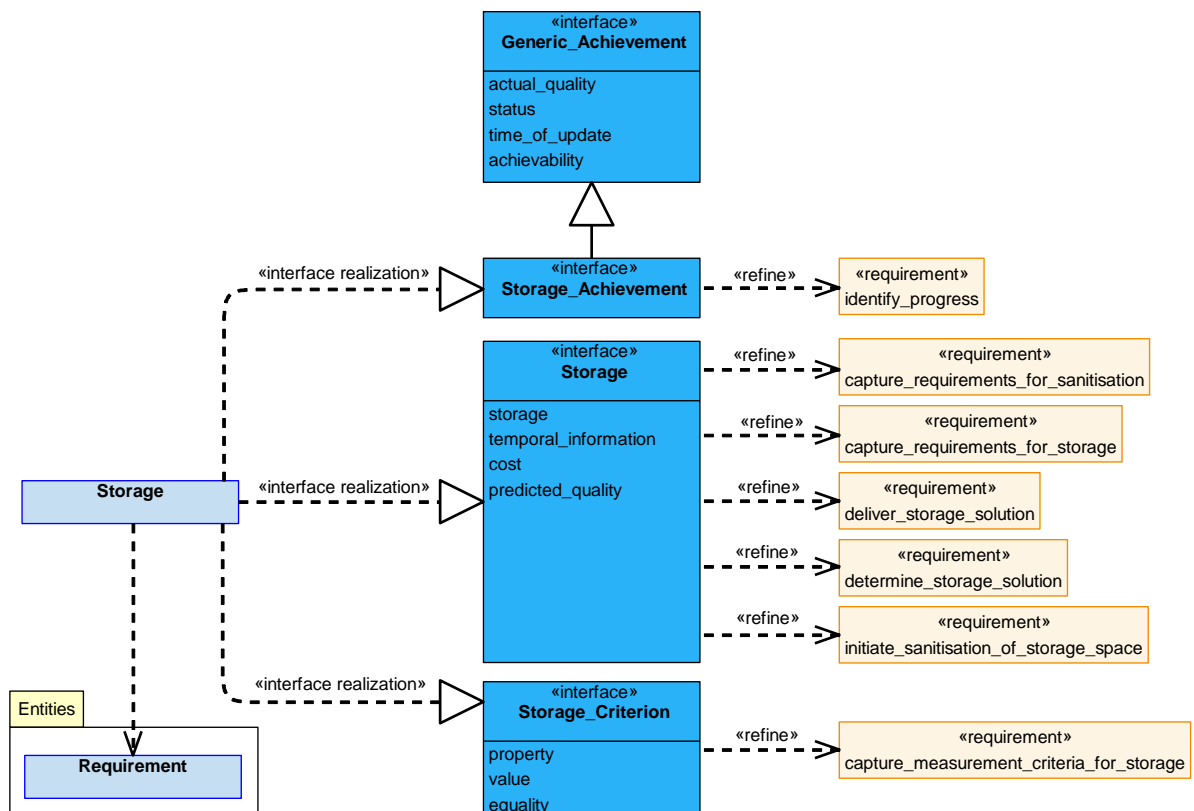 «interface»
Generic_Achievement
actual_quality
status
time_of_update
achievability
«interface realization»
«interface»
Storage_Achievement
«refine»
«requirement»
identify_progress
«interface»
Storage
storage
temporal_information
cost
predicted_quality
«refine»
«requirement»
capture_requirements_for_sanitisation
«refine»
«requirement»
capture_requirements_for_storage
Storage
«interface realization»
«refine»
«requirement»
deliver_storage_solution
«refine»
«requirement»
determine_storage_solution
«refine»
«requirement»
initiate_sanitisation_of_storage_space
«interface realization»
«interface»
Storage_Criterion
property
value
equality
«refine»
«requirement»
capture_measurement_criteria_for_storage
Entities
Requirement